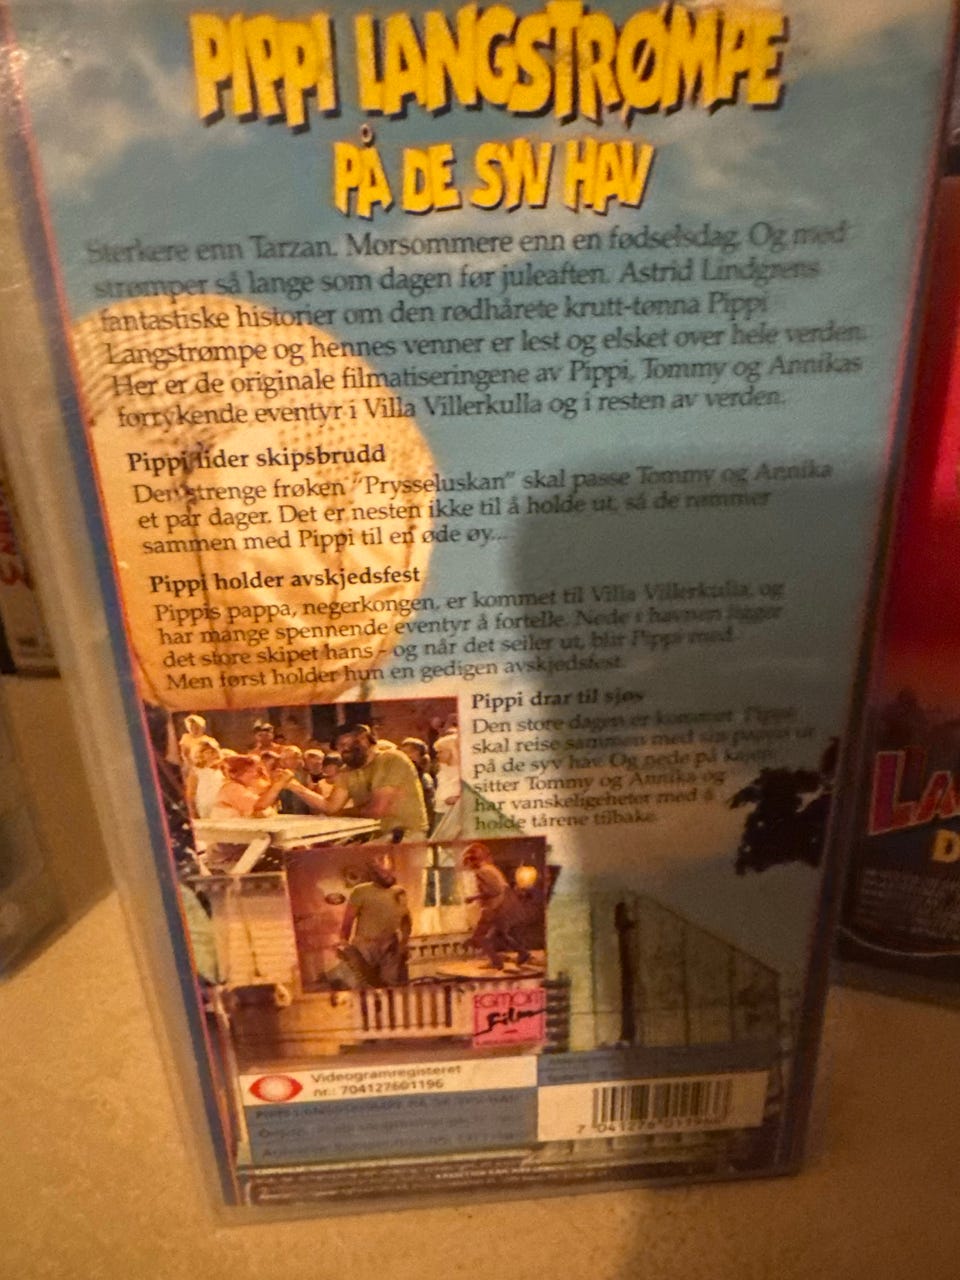 PIPPI LANGSTRØMPE
PÅ DE SYV HAV
Sterkere enn Tarzan. Morsommere enn en fødselsdag. Og med
strømper så lange som dagen før juleaften. Astrid Lindgrens
fantastiske historier om den rødhårete krutt-tønna Pippi
Langstrømpe og hennes venner er lest og elsket over hele verden.
Her er de originale filmatiseringene av Pippi, Tommy og Annikas
forrykende eventyr i Villa Villerkulla og i resten av verden.
Pippi lider skipsbrudd
Den strenge frøken "Prysseluskan" skal passe Tommy og Annika
et par dager. Det er nesten ikke til å holde ut, så de rømmer
sammen med Pippi til en øde øy...
Pippi holder avskjedsfest
Pippis pappa, negerkongen, er kommet til Villa Villerkulla, og
har mange spennende eventyr å fortelle. Nede i havnen ligger
det store skipet hans - og når det seiler ut, blir Pippi med.
Men først holder hun en gedigen avskjedsfest.
Pippi drar til sjøs
Den store dagen er kommet. Pippi
skal reise sammen med sin pappa ut
på de syv hav. Og nede på kaien
sitter Tommy og Annika og
har vanskeligheter med å
holde tårene tilbake.
EGMONT
Film
Videogramregisteret
nr.: 704127601196
PIPPI LANGSTRØMPE PÅ DE SYV HAV
LA
D